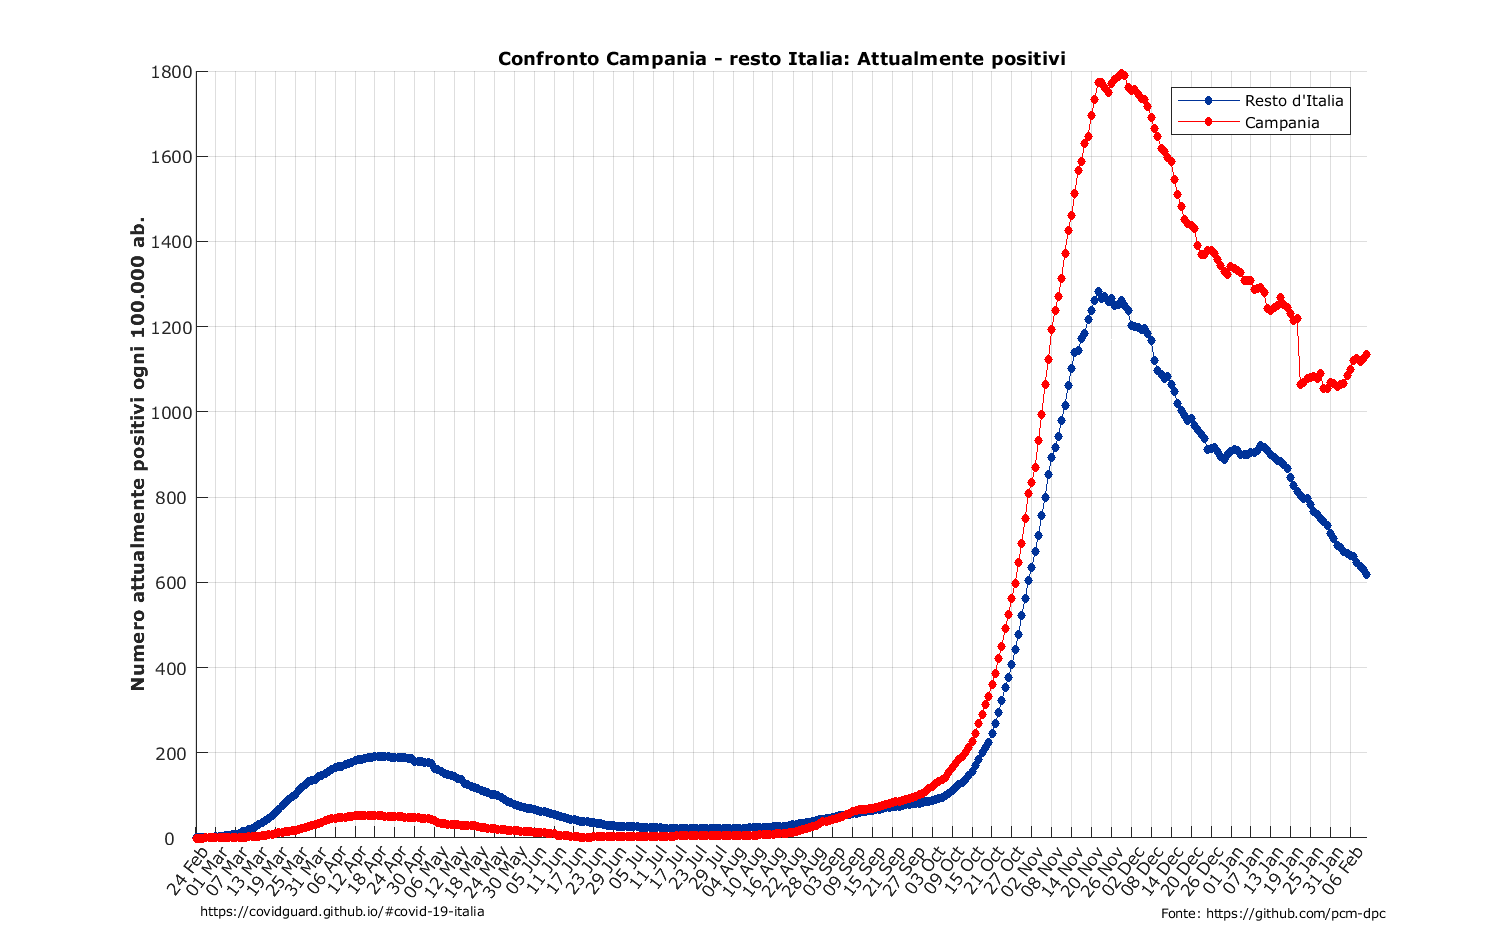 Confronto Campania - resto Italia: Attualmente positivi
Numero attualmente positivi ogni 100.000 ab.
1800
1600
1400
1200
1000
800
600
400
200
0
Resto d'Italia
Campania
24 Feb
01 Mar
07 Mar
13 Mar
19 Mar
25 Mar
31 Mar
06 Apr
12 Apr
18 Apr
24 Apr
30 Apr
06 May
12 May
18 May
24 May
30 May
05 Jun
11 Jun
17 Jun
23 Jun
29 Jun
05 Jul
11 Jul
17 Jul
23 Jul
29 Jul
04 Aug
10 Aug
16 Aug
22 Aug
28 Aug
03 Sep
09 Sep
15 Sep
21 Sep
27 Sep
03 Oct
09 Oct
15 Oct
21 Oct
27 Oct
02 Nov
08 Nov
14 Nov
20 Nov
26 Nov
02 Dec
08 Dec
14 Dec
20 Dec
26 Dec
01 Jan
07 Jan
13 Jan
19 Jan
25 Jan
31 Jan
06 Feb
https://covidguard.github.io/#covid-19-italia
Fonte: https://github.com/pcm-dpc